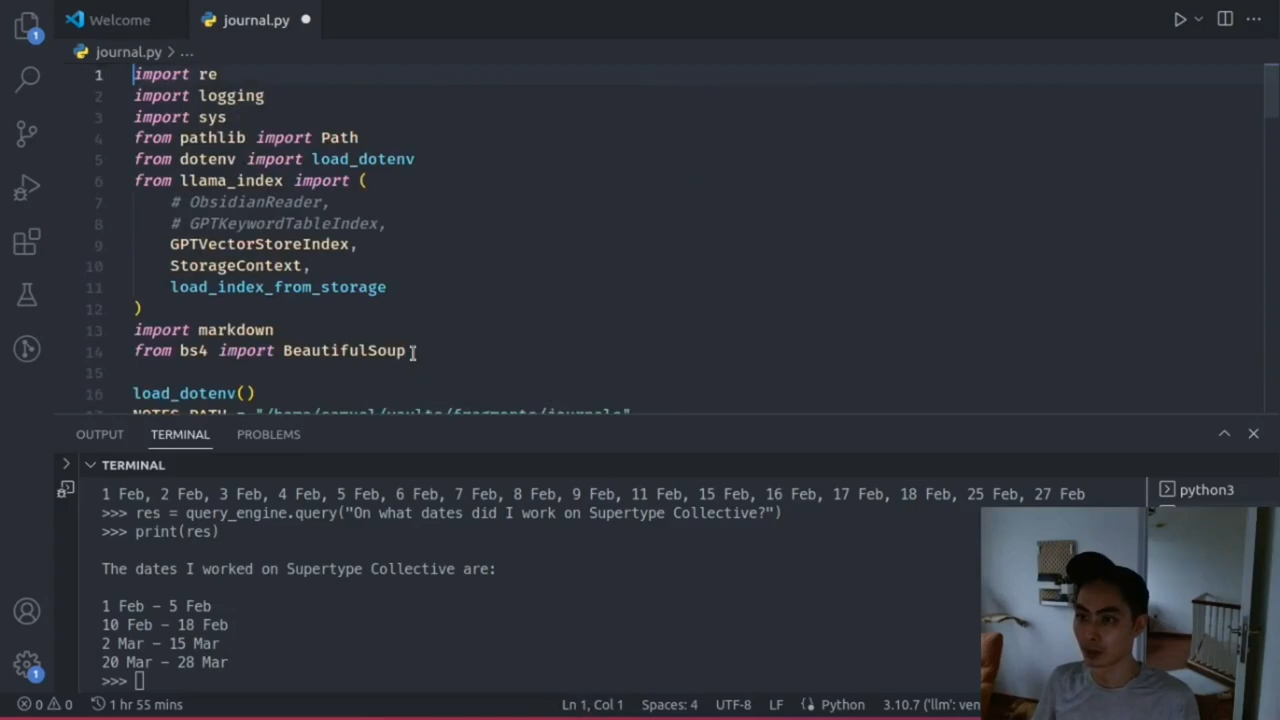 Welcome
journal.py
journal.py > ...
1 import re
2 import logging
3 import sys
4 from pathlib import Path
5 from dotenv import load_dotenv
6 from llama_index import (
7 # ObsidianReader,
8 # GPTKeywordTableIndex,
9 GPTVectorStoreIndex,
10 StorageContext,
11 load_index_from_storage
12 )
13 import markdown
14 from bs4 import BeautifulSoup
15
16 load_dotenv()
NOTES_PATH = "/home/samuel/vaults/fragments/journals"
OUTPUT TERMINAL PROBLEMS
TERMINAL
1 Feb, 2 Feb, 3 Feb, 4 Feb, 5 Feb, 6 Feb, 7 Feb, 8 Feb, 9 Feb, 11 Feb, 15 Feb, 16 Feb, 17 Feb, 18 Feb, 25 Feb, 27 Feb
python3
>>> res = query_engine.query("On what dates did I work on Supertype Collective?")
>>> print(res)
The dates I worked on Supertype Collective are:
1 Feb – 5 Feb
10 Feb – 18 Feb
2 Mar – 15 Mar
20 Mar – 28 Mar
>>>
1
1
0 0 1 hr 55 mins Ln 1, Col 1 Spaces: 4 UTF-8 LF Python 3.10.7 ('llm': ven